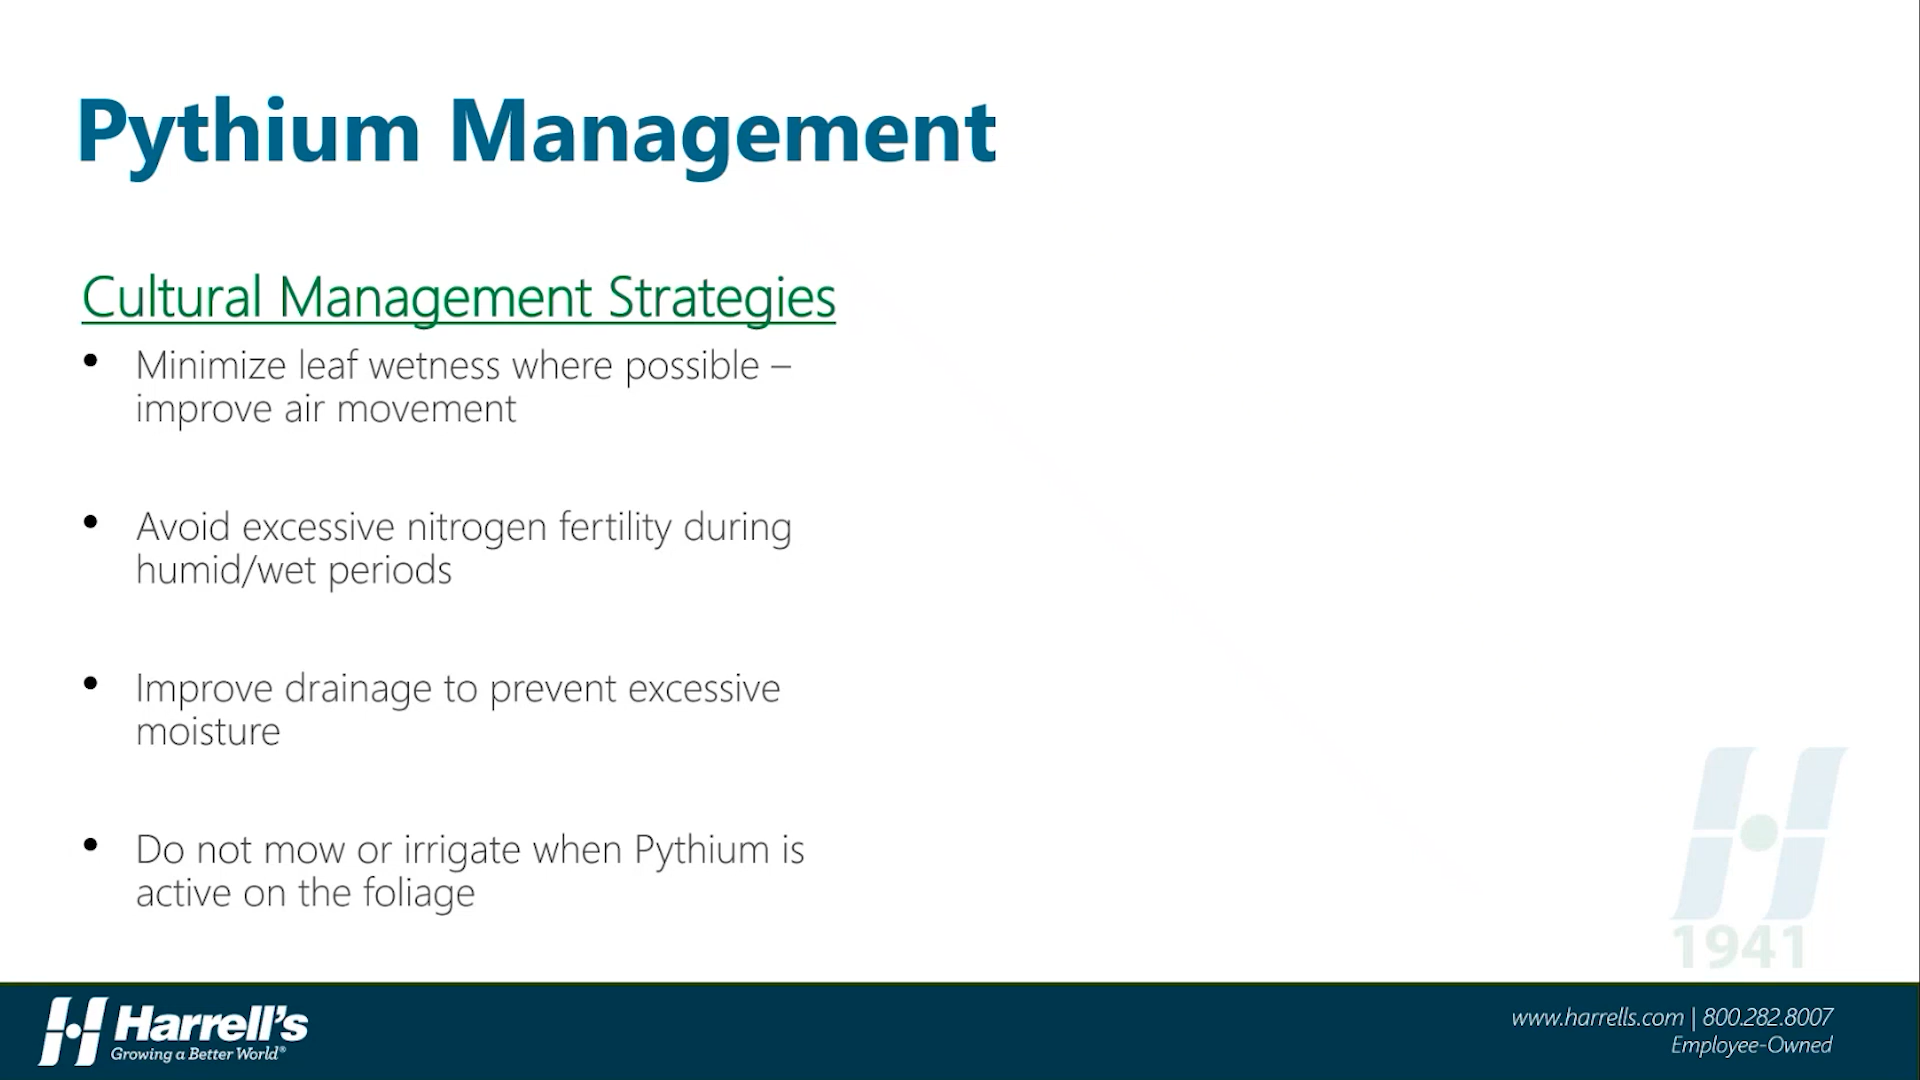 Pythium Management
Cultural Management Strategies
• Minimize leaf wetness where possible –
improve air movement
• Avoid excessive nitrogen fertility during
humid/wet periods
• Improve drainage to prevent excessive
moisture
• Do not mow or irrigate when Pythium is
active on the foliage
H
1941
H Harrell's
Growing a Better World®
www.harrells.com | 800.282.8007
Employee-Owned